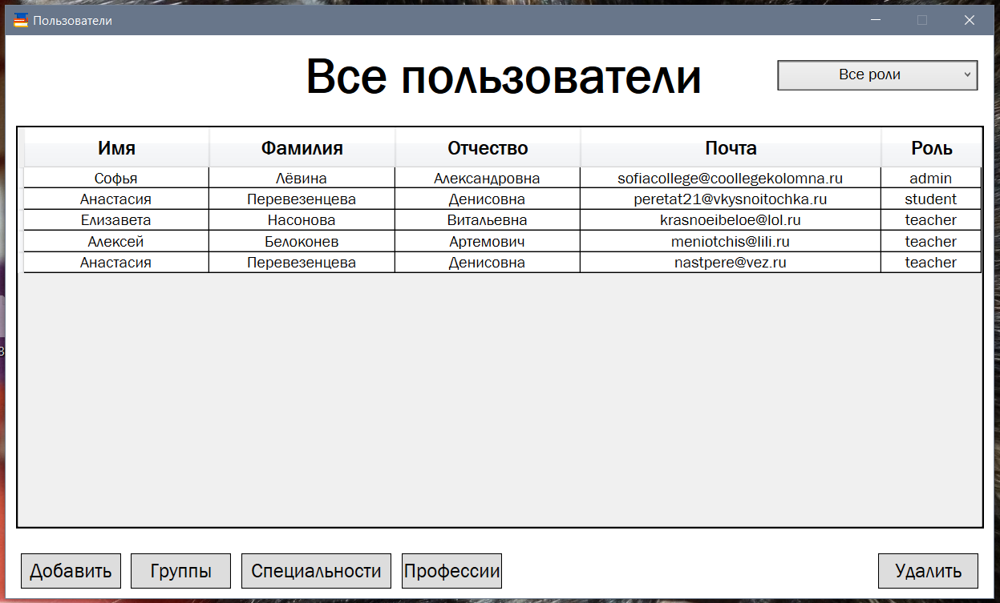 Пользователи
Все пользователи
Все роли
Имя Фамилия Отчество Почта Роль
Софья Лёвина Александровна sofiacollege@coollegekolomna.ru admin
Анастасия Перевезенцева Денисовна peretat21@vkysnoitochka.ru student
Елизавета Насонова Витальевна krasnoeibeloe@lol.ru teacher
Алексей Белоконев Артемович meniotchis@lili.ru teacher
Анастасия Перевезенцева Денисовна nastpere@vez.ru teacher
Добавить Группы Специальности Профессии Удалить